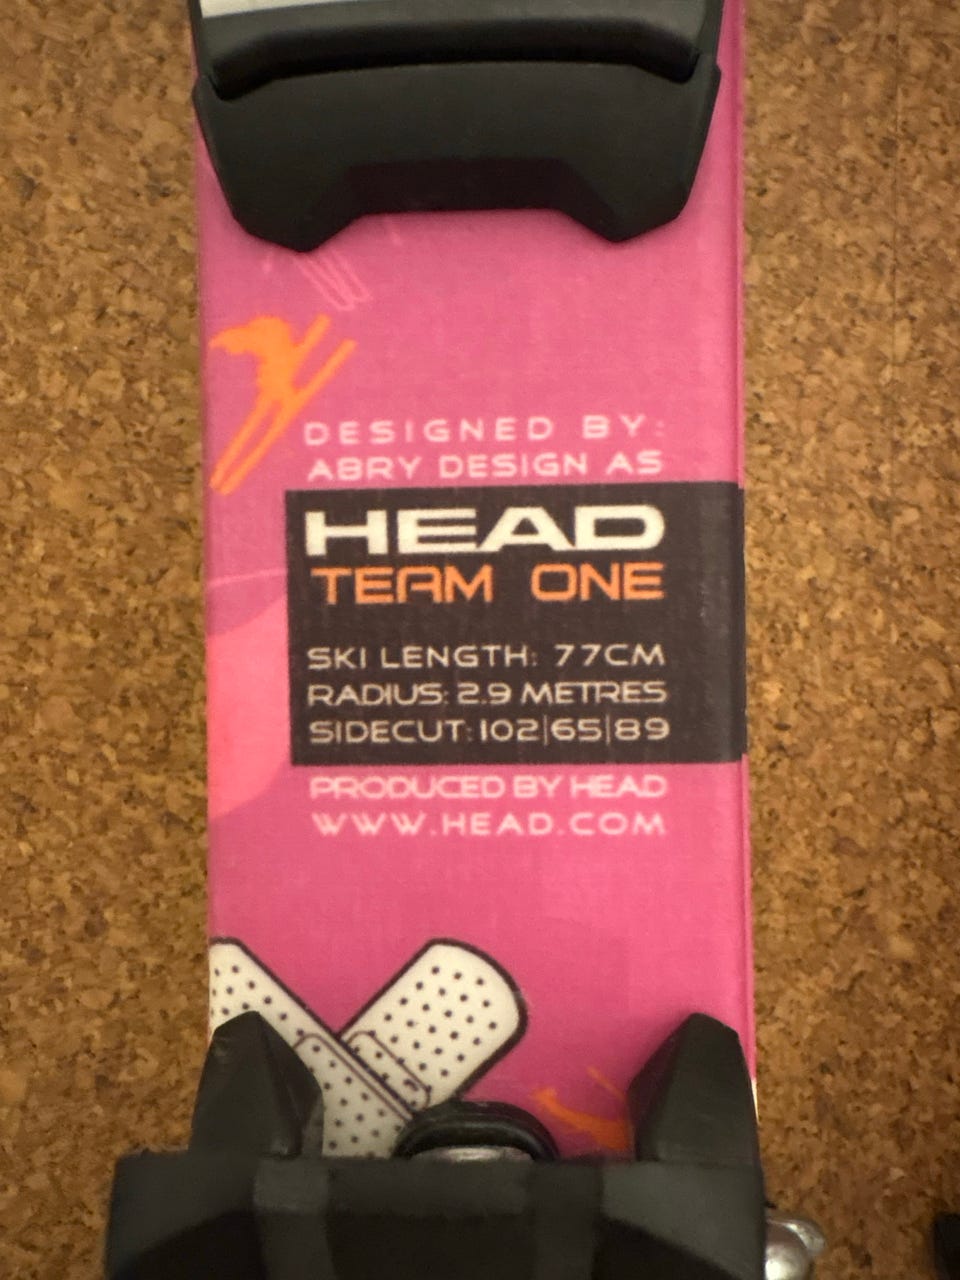 DESIGNED BY:
ABRY DESIGN AS
HEAD
TEAM ONE
SKI LENGTH: 77CM
RADIUS: 2.9 METRES
SIDECUT: 102|65|89
PRODUCED BY HEAD
WWW.HEAD.COM